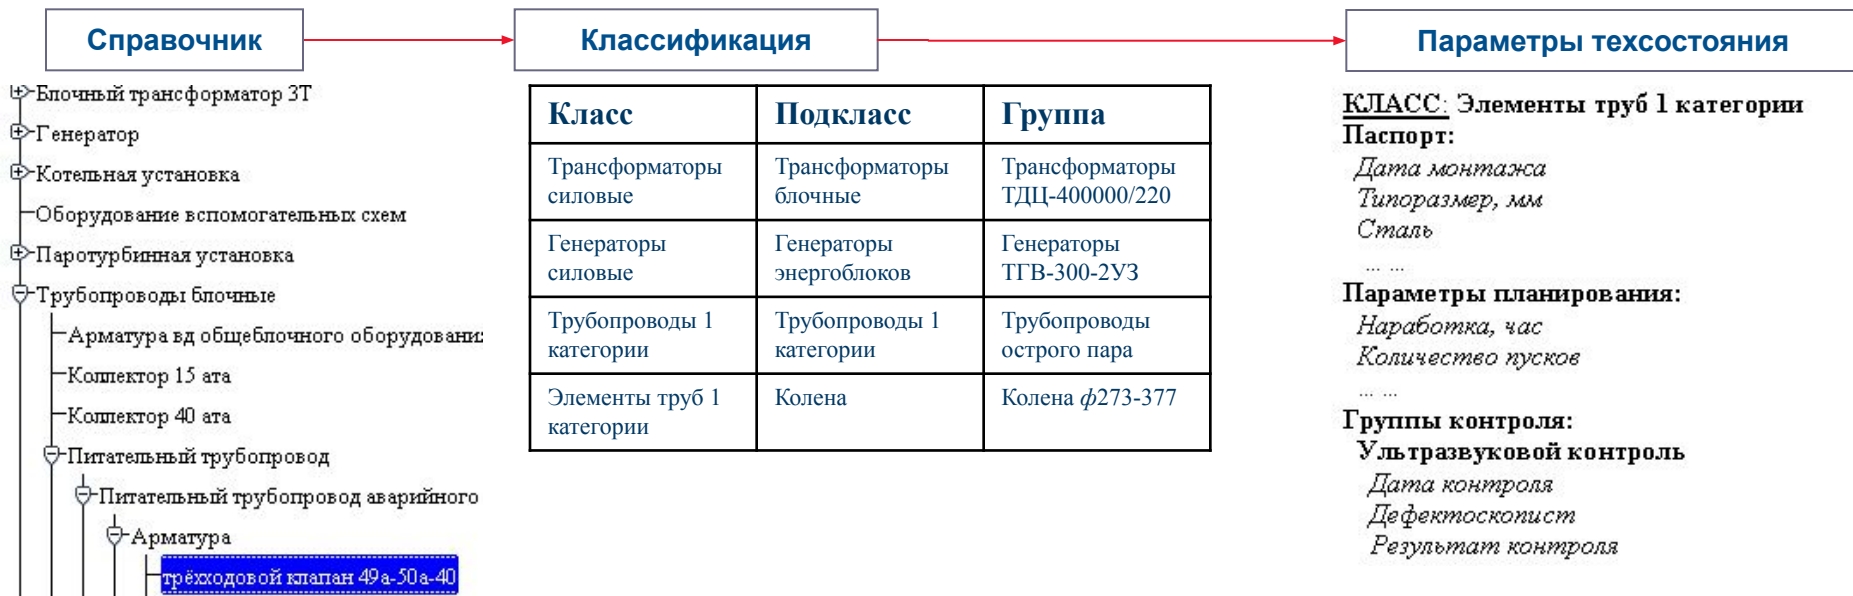 Справочник
Классификация
Параметры техсостояния
Блочный трансформатор 3Т
Генератор
Котельная установка
Оборудование вспомогательных схем
Паротурбинная установка
Трубопроводы блочные
Арматура вд общеблочного оборудовани
Коллектор 15 ата
Коллектор 40 ата
Питательный трубопровод
Питательный трубопровод аварийного
Арматура
трёхходовой клапан 49а-50а-40
Класс Подкласс Группа
Трансформаторы Трансформаторы Трансформаторы
силовые блочные ТДЦ-400000/220
Генераторы Генераторы Генераторы
силовые энергоблоков ТГВ-300-2УЗ
Трубопроводы 1 Трубопроводы 1 Трубопроводы
категории категории острого пара
Элементы труб 1 Колена Колена ф273-377
категории
КЛАСС: Элементы труб 1 категории
Паспорт:
Дата монтажа
Типоразмер, мм
Сталь
... ...
Параметры планирования:
Наработка, час
Количество пусков
... ...
Группы контроля:
Ультразвуковой контроль
Дата контроля
Дефектоскопист
Результат контроля